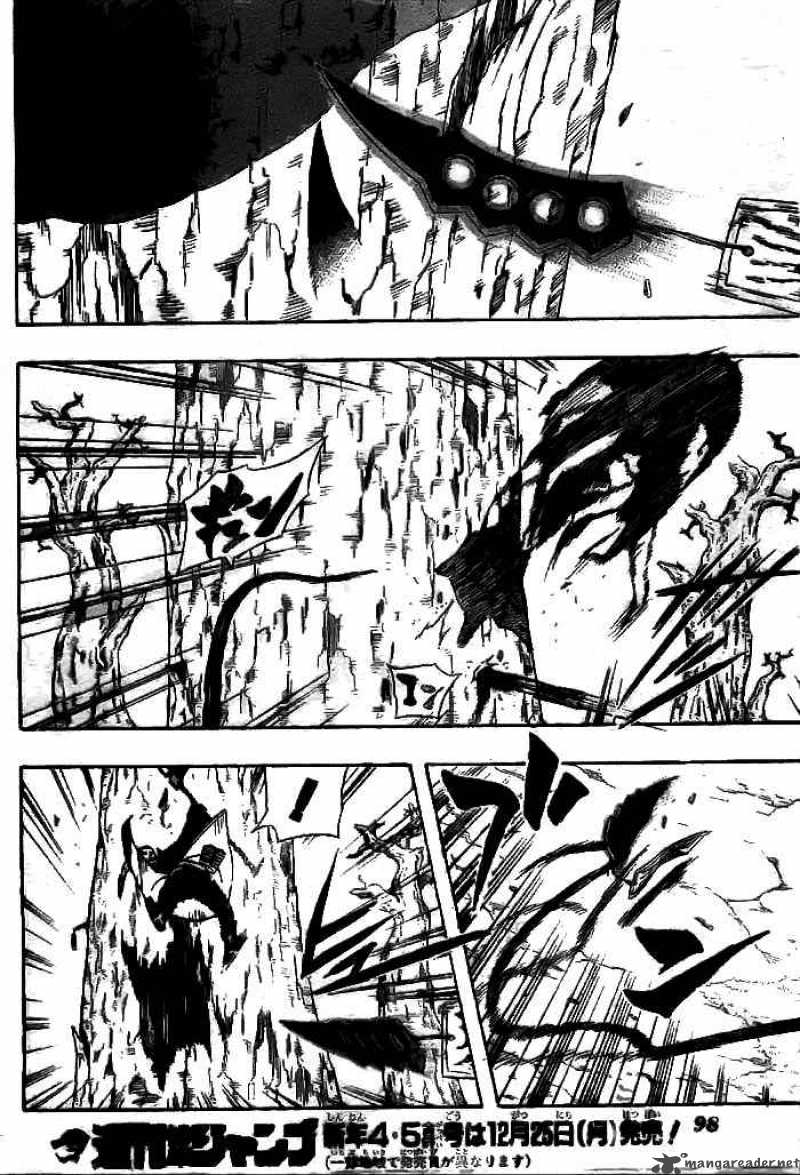 ギン
!?
ブン
!
98
週刊少年ジャンプ 新年4・5合併号は12月25日(月)発売!
(一部地域で発売日が異なります)
mangareader.net